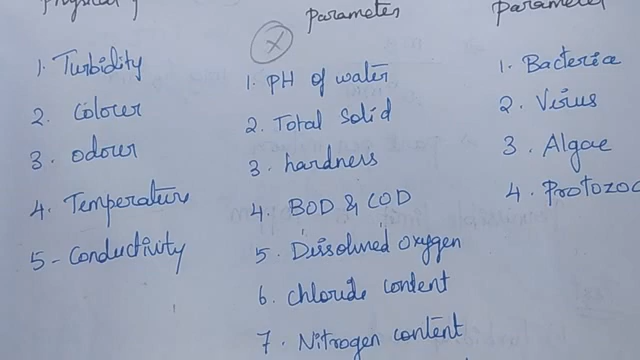 Physical
Parameter
Parameter
X
1. Turbidity
2. Colour
3. Odour
4. Temperature
5- Conductivity
1. PH of water
2. Total Solid
3. hardness
4. BOD & COD
5. Dissolved oxygen
6. chloride content
7. Nitrogen content
1. Bacteria
2. Virus
3. Algae
4. Protozoa